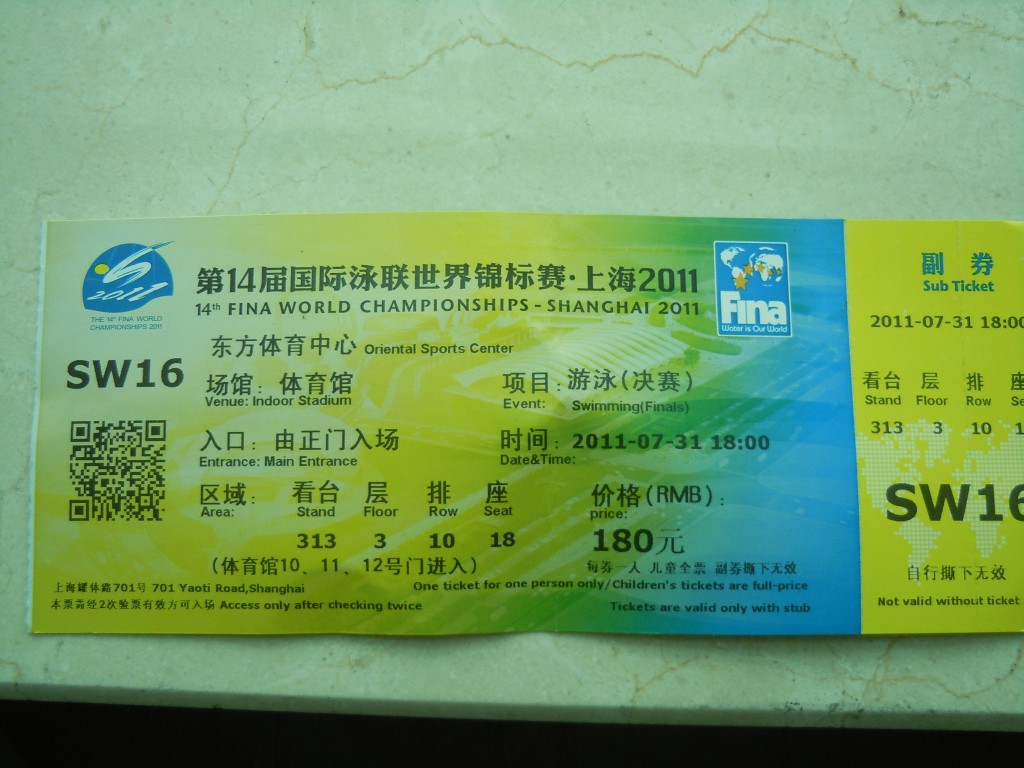 2011
THE 14th FINA WORLD
CHAMPIONSHIPS 2011
第14届国际泳联世界锦标赛·上海2011
14th FINA WORLD CHAMPIONSHIPS - SHANGHAI 2011
Fina
Water is Our World
东方体育中心 Oriental Sports Center
SW16
场馆: 体育馆
Venue: Indoor Stadium
项目: 游泳(决赛)
Event: Swimming(Finals)
入口: 由正门入场
Entrance: Main Entrance
时间: 2011-07-31 18:00
Date&Time:
区域: 看台 层 排 座
Area: Stand Floor Row Seat
313 3 10 18
(体育馆10、11、12号门进入)
价格(RMB):
price:
180元
每券一人 儿童全票 副券撕下无效
上海耀体路701号 701 Yaoti Road,Shanghai
One ticket for one person only/Children's tickets are full-price
本票需经2次验票有效方可入场 Access only after checking twice
Tickets are valid only with stub
副 券
Sub Ticket
2011-07-31 18:00
看台 层 排 座
Stand Floor Row Se
313 3 10 1
SW16
自行撕下无效
Not valid without ticket